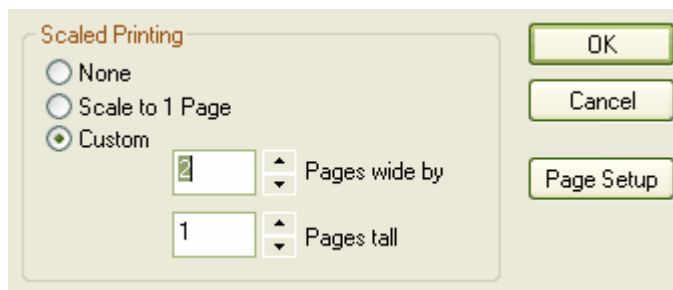 Scaled Printing
None
Scale to 1 Page
Custom
2 Pages wide by
1 Pages tall
OK
Cancel
Page Setup